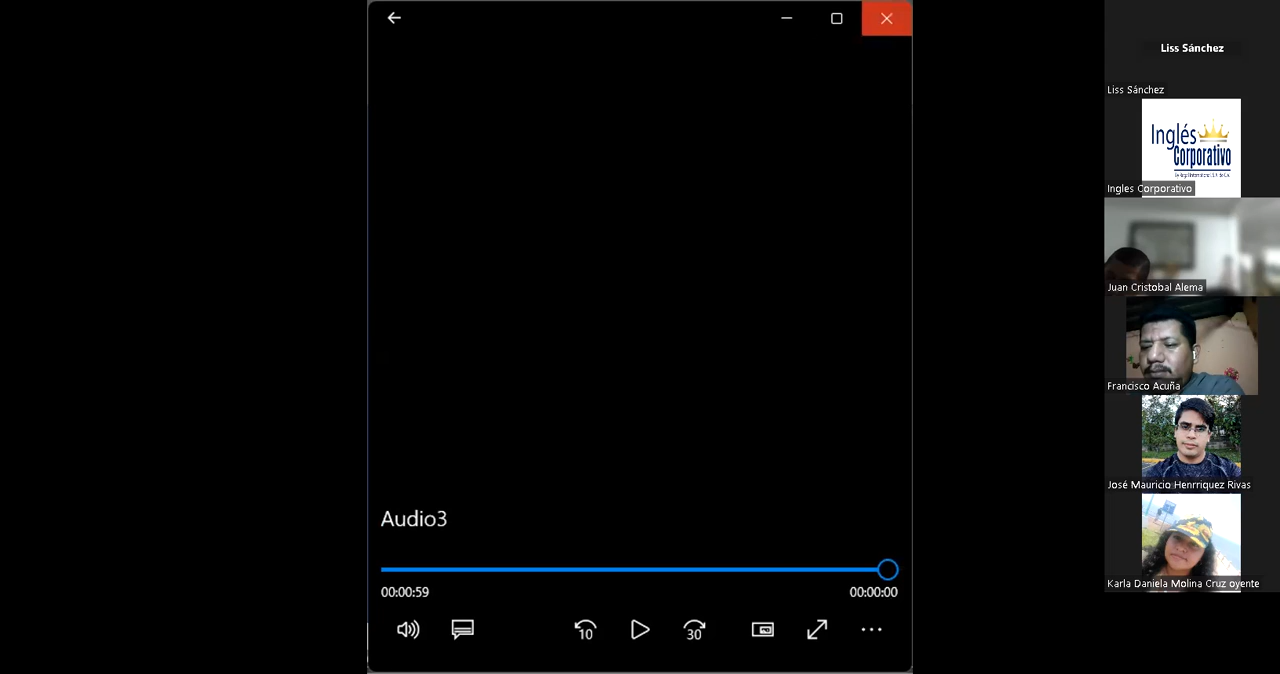 Audio3
00:00:59
00:00:00
10
30
Liss Sánchez
Liss Sánchez
Inglés
Corporativo
Ingles Corporativo
Juan Cristobal Alema
Francisco Acuña
José Mauricio Henrriquez Rivas
Karla Daniela Molina Cruz oyente